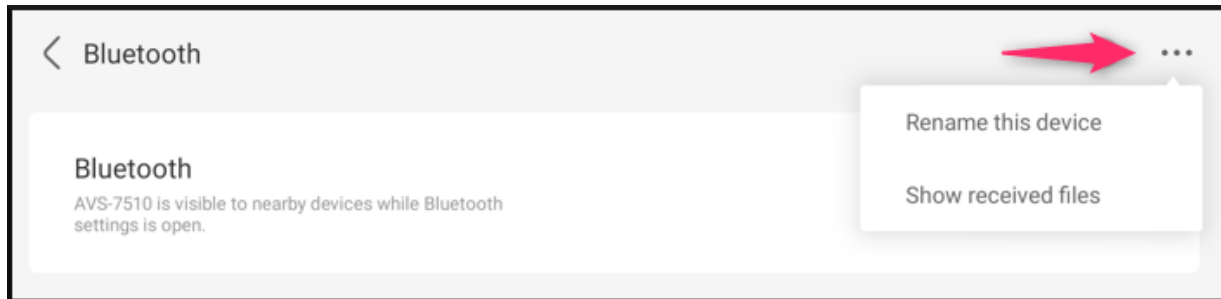 Bluetooth
Rename this device
Bluetooth
AVS-7510 is visible to nearby devices while Bluetooth
settings is open.
Show received files